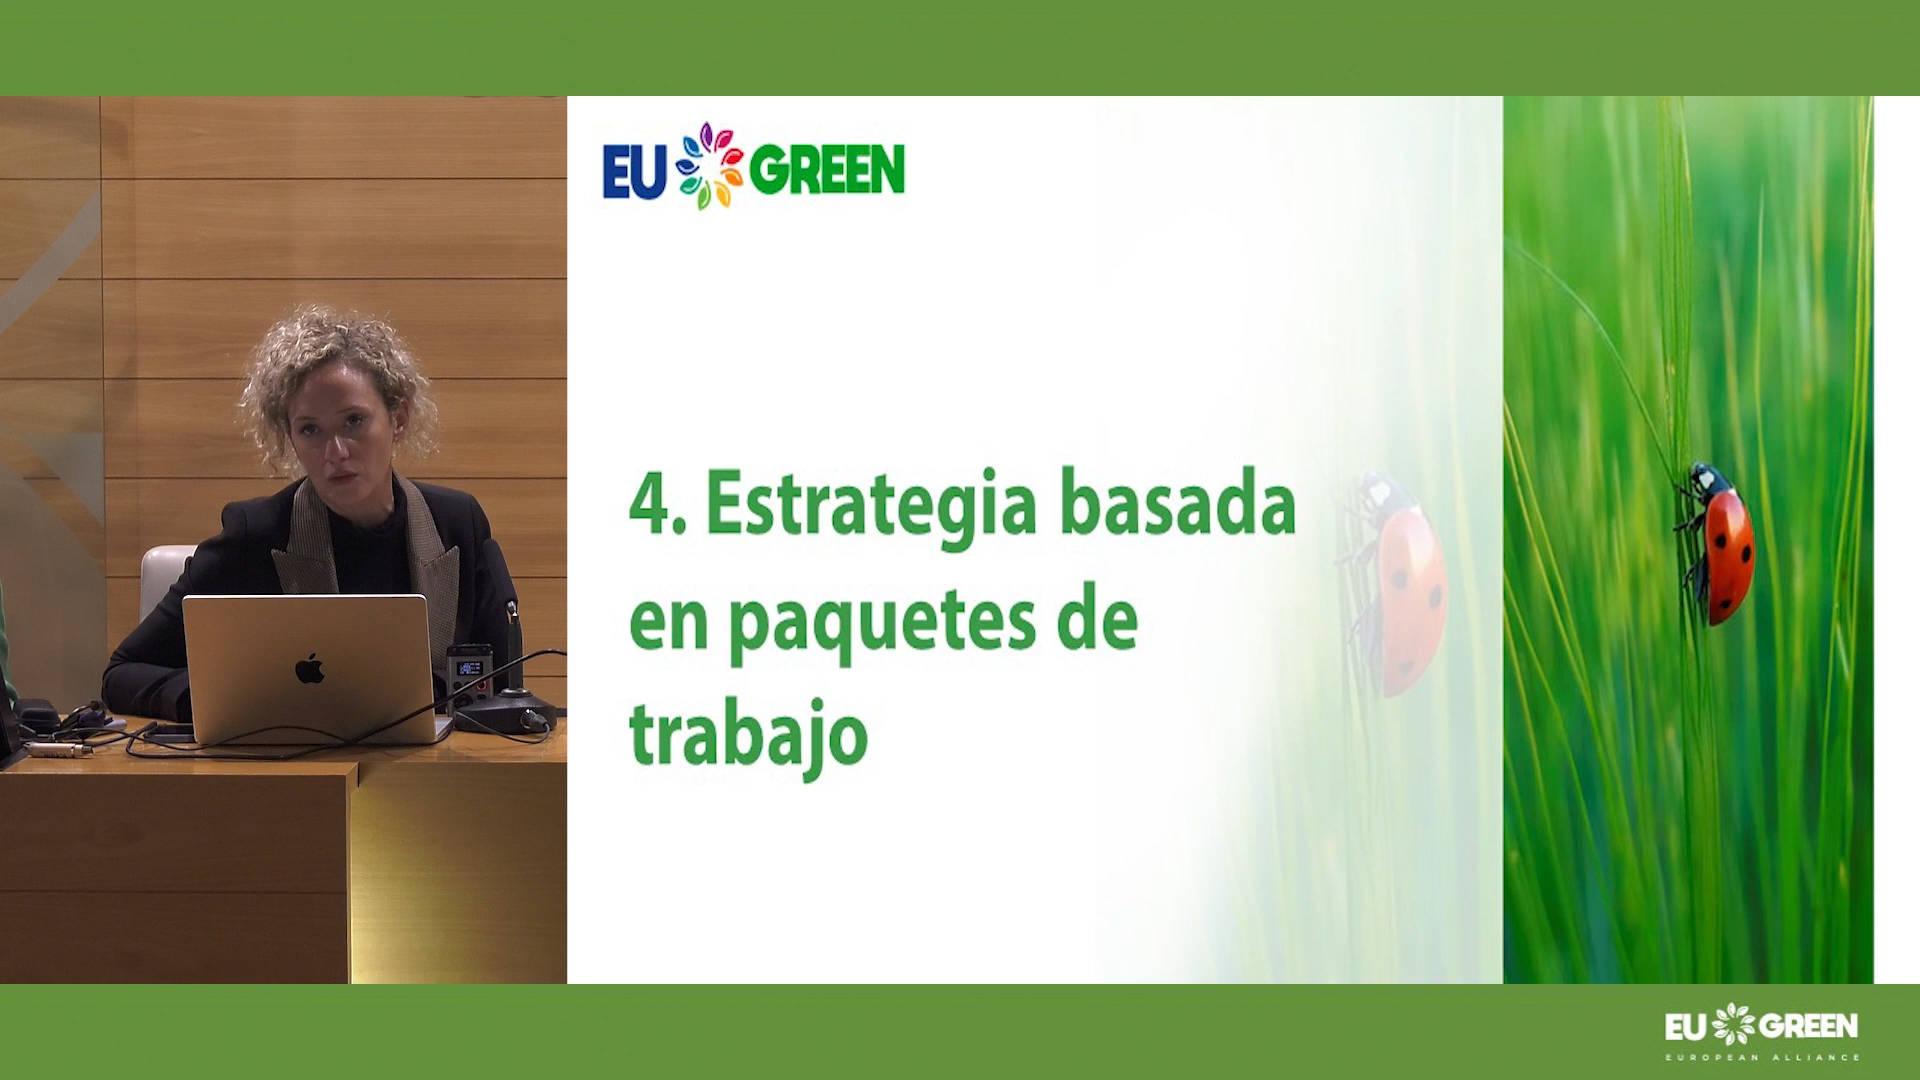 EU GREEN
4. Estrategia basada
en paquetes de
trabajo
EU GREEN
EUROPEAN ALLIANCE